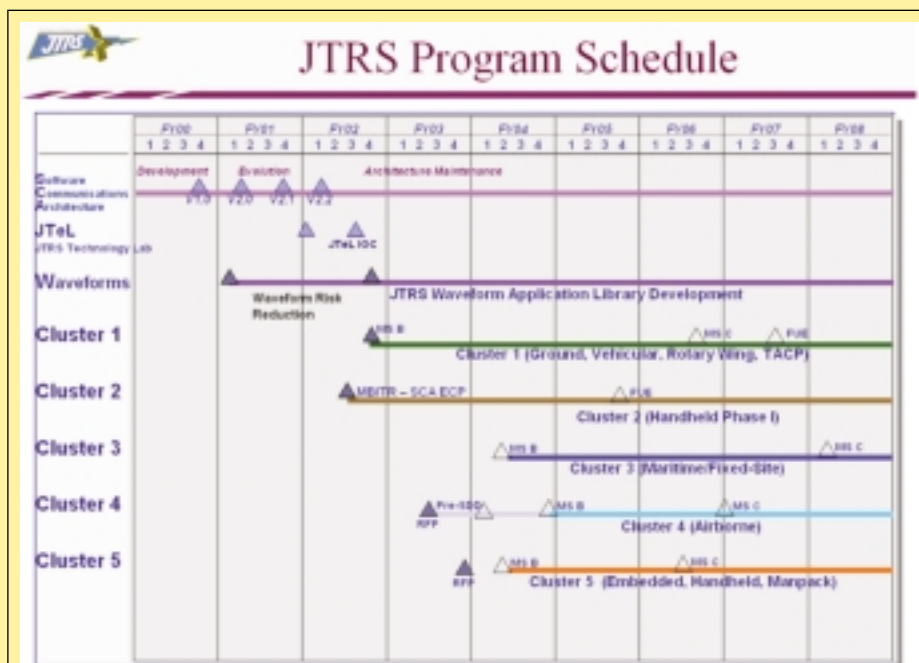 JTRS
JTRS Program Schedule
FY00 FY01 FY02 FY03 FY04 FY05 FY06 FY07 FY08
1 2 3 4 1 2 3 4 1 2 3 4 1 2 3 4 1 2 3 4 1 2 3 4 1 2 3 4 1 2 3 4 1 2 3 4
Development Evolution Architecture Maintenance
Software
Communications
Architecture
V1.0 V2.0 V2.1 V2.2
JTeL
JTRS Technology Lab
JTeL IOC
Waveforms
Waveform Risk
Reduction
JTRS Waveform Application Library Development
Cluster 1
MS B MS C FUE
Cluster 1 (Ground, Vehicular, Rotary Wing, TACP)
Cluster 2
MBITR – SCA ECP FUE
Cluster 2 (Handheld Phase I)
Cluster 3
MS B MS C
Cluster 3 (Maritime/Fixed-Site)
Cluster 4
RFP Pre-SDD MS B MS C
Cluster 4 (Airborne)
Cluster 5
RFP MS B MS C
Cluster 5 (Embedded, Handheld, Manpack)